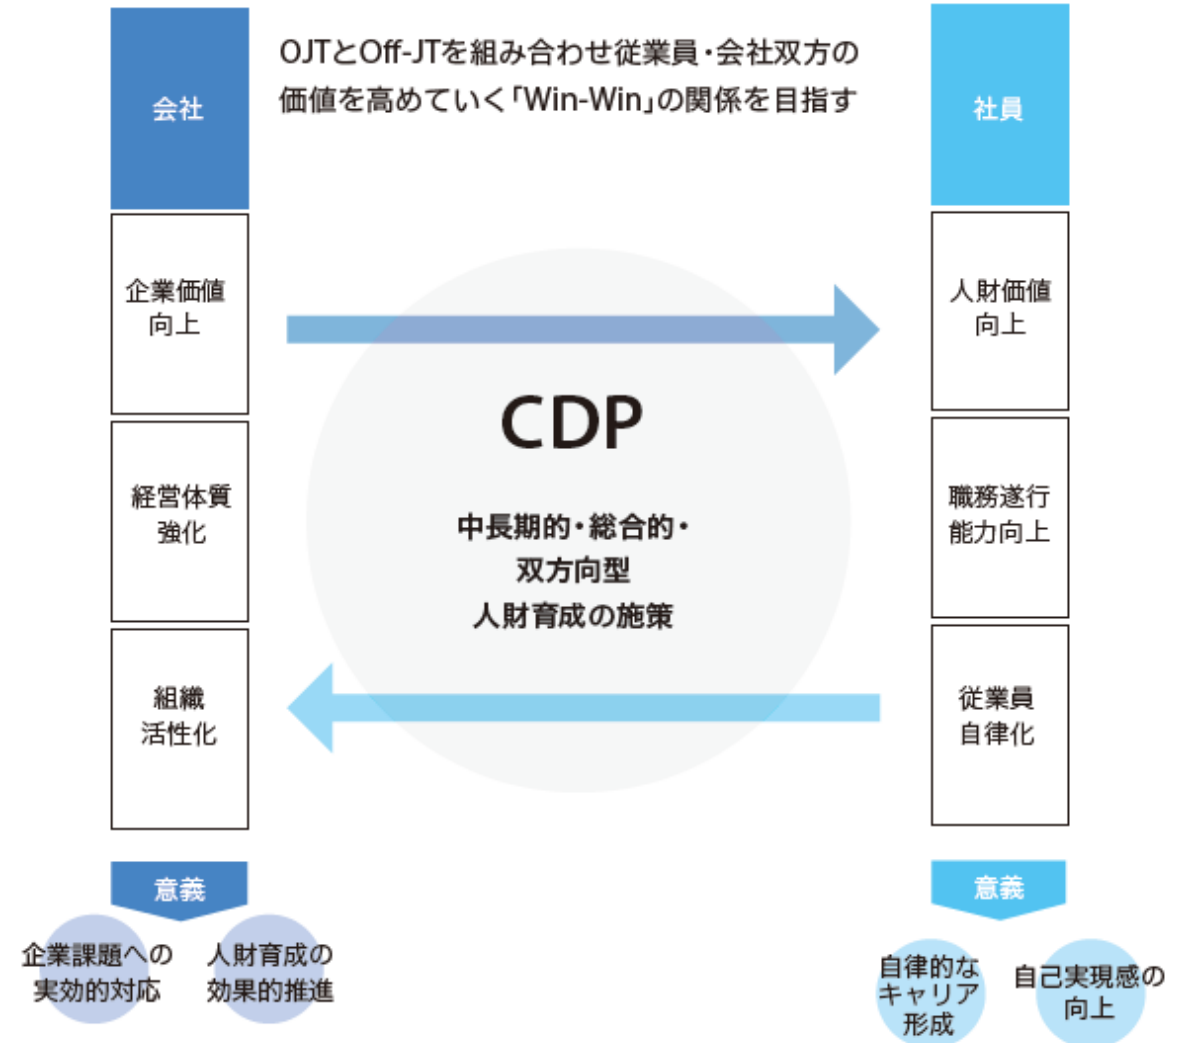 会社
OJTとOff-JTを組み合わせ従業員・会社双方の
価値を高めていく「Win-Win」の関係を目指す
社員
企業価値
向上
経営体質
強化
組織
活性化
CDP
中長期的・総合的・
双方向型
人財育成の施策
人財価値
向上
職務遂行
能力向上
従業員
自律化
意義
企業課題への
実効的対応
人財育成の
効果的推進
意義
自律的な
キャリア
形成
自己実現感の
向上